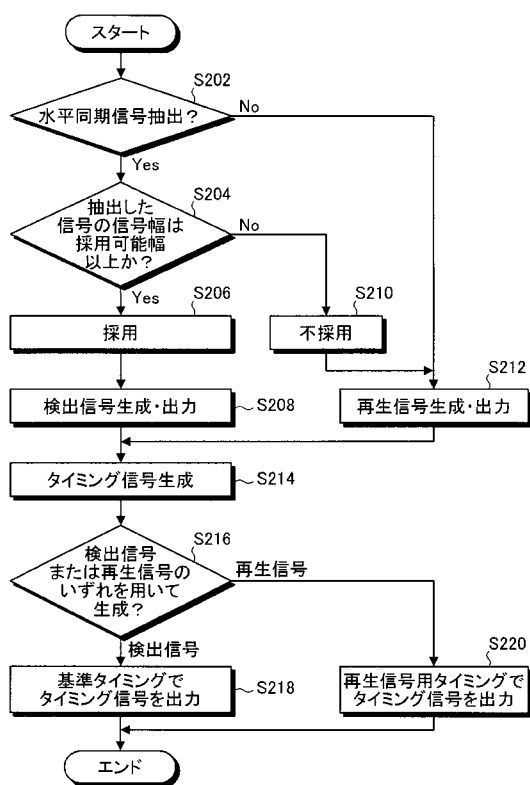 スタート
S202
水平同期信号抽出?
No
Yes
S204
抽出した
信号の信号幅は
採用可能幅
以上か?
No
Yes
S206
採用
S210
不採用
S212
検出信号生成・出力
S208
再生信号生成・出力
タイミング信号生成
S214
S216
検出信号
または再生信号の
いずれを用いて
生成?
再生信号
検出信号
S220
基準タイミングで
タイミング信号を出力
S218
再生信号用タイミングで
タイミング信号を出力
エンド